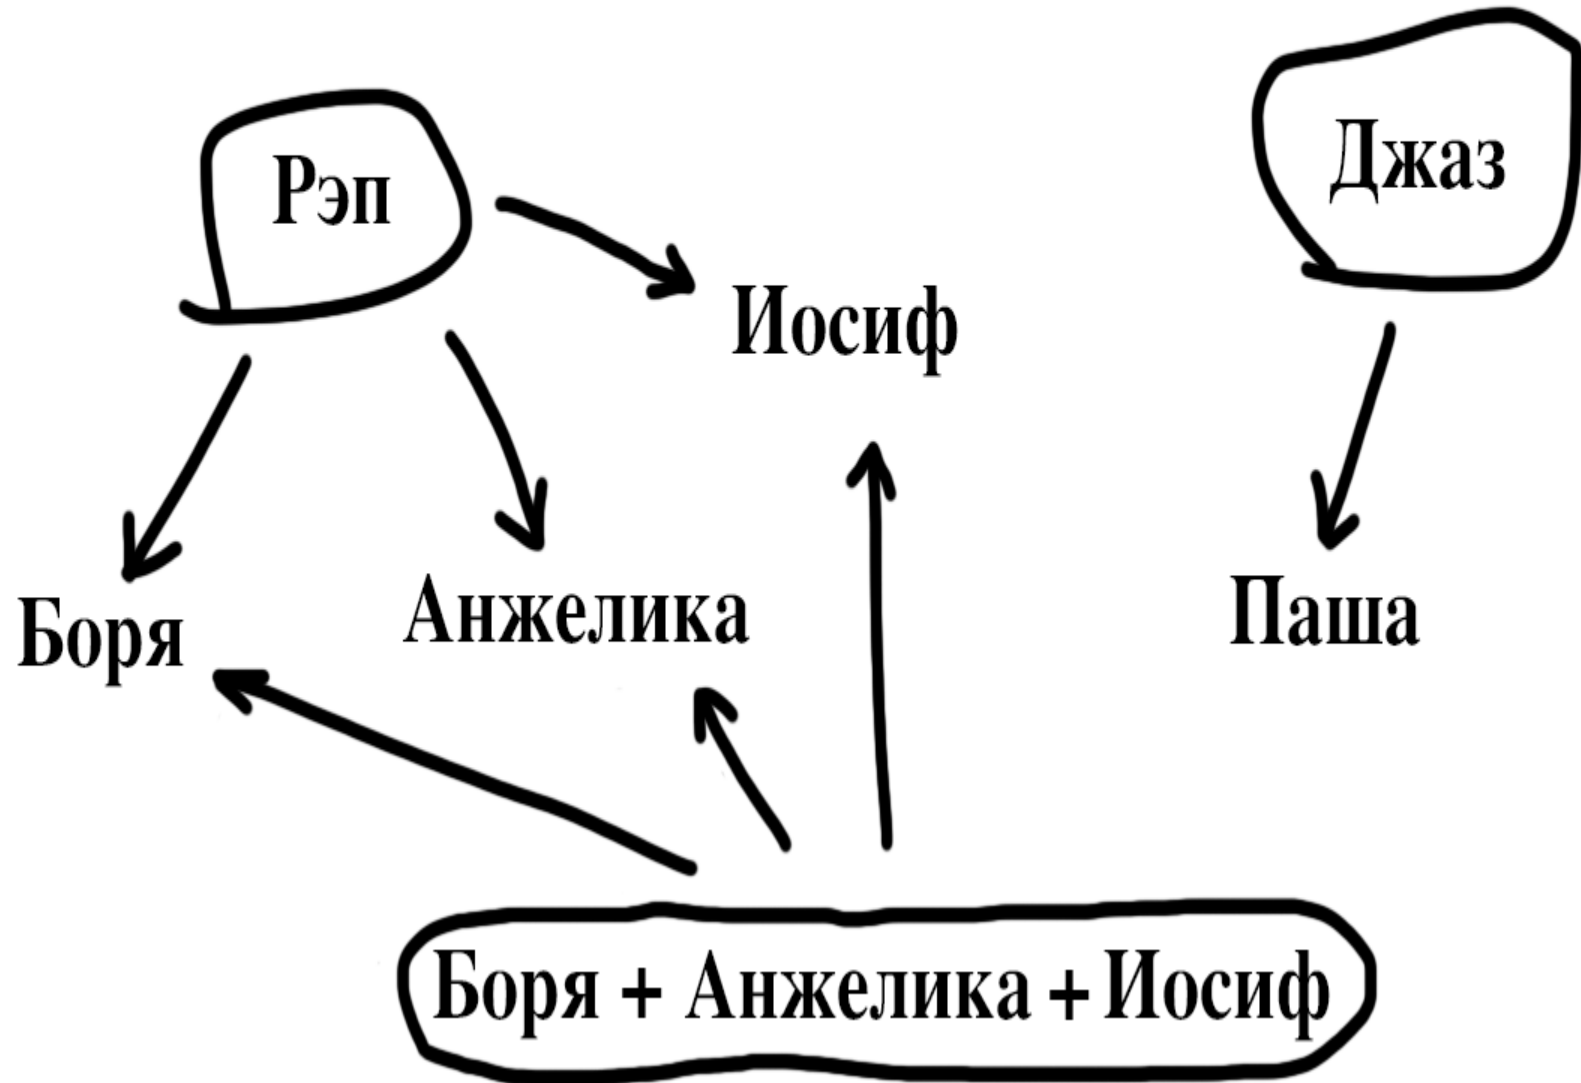 Рэп
Джаз
Иосиф
Боря
Анжелика
Паша
Боря + Анжелика + Иосиф